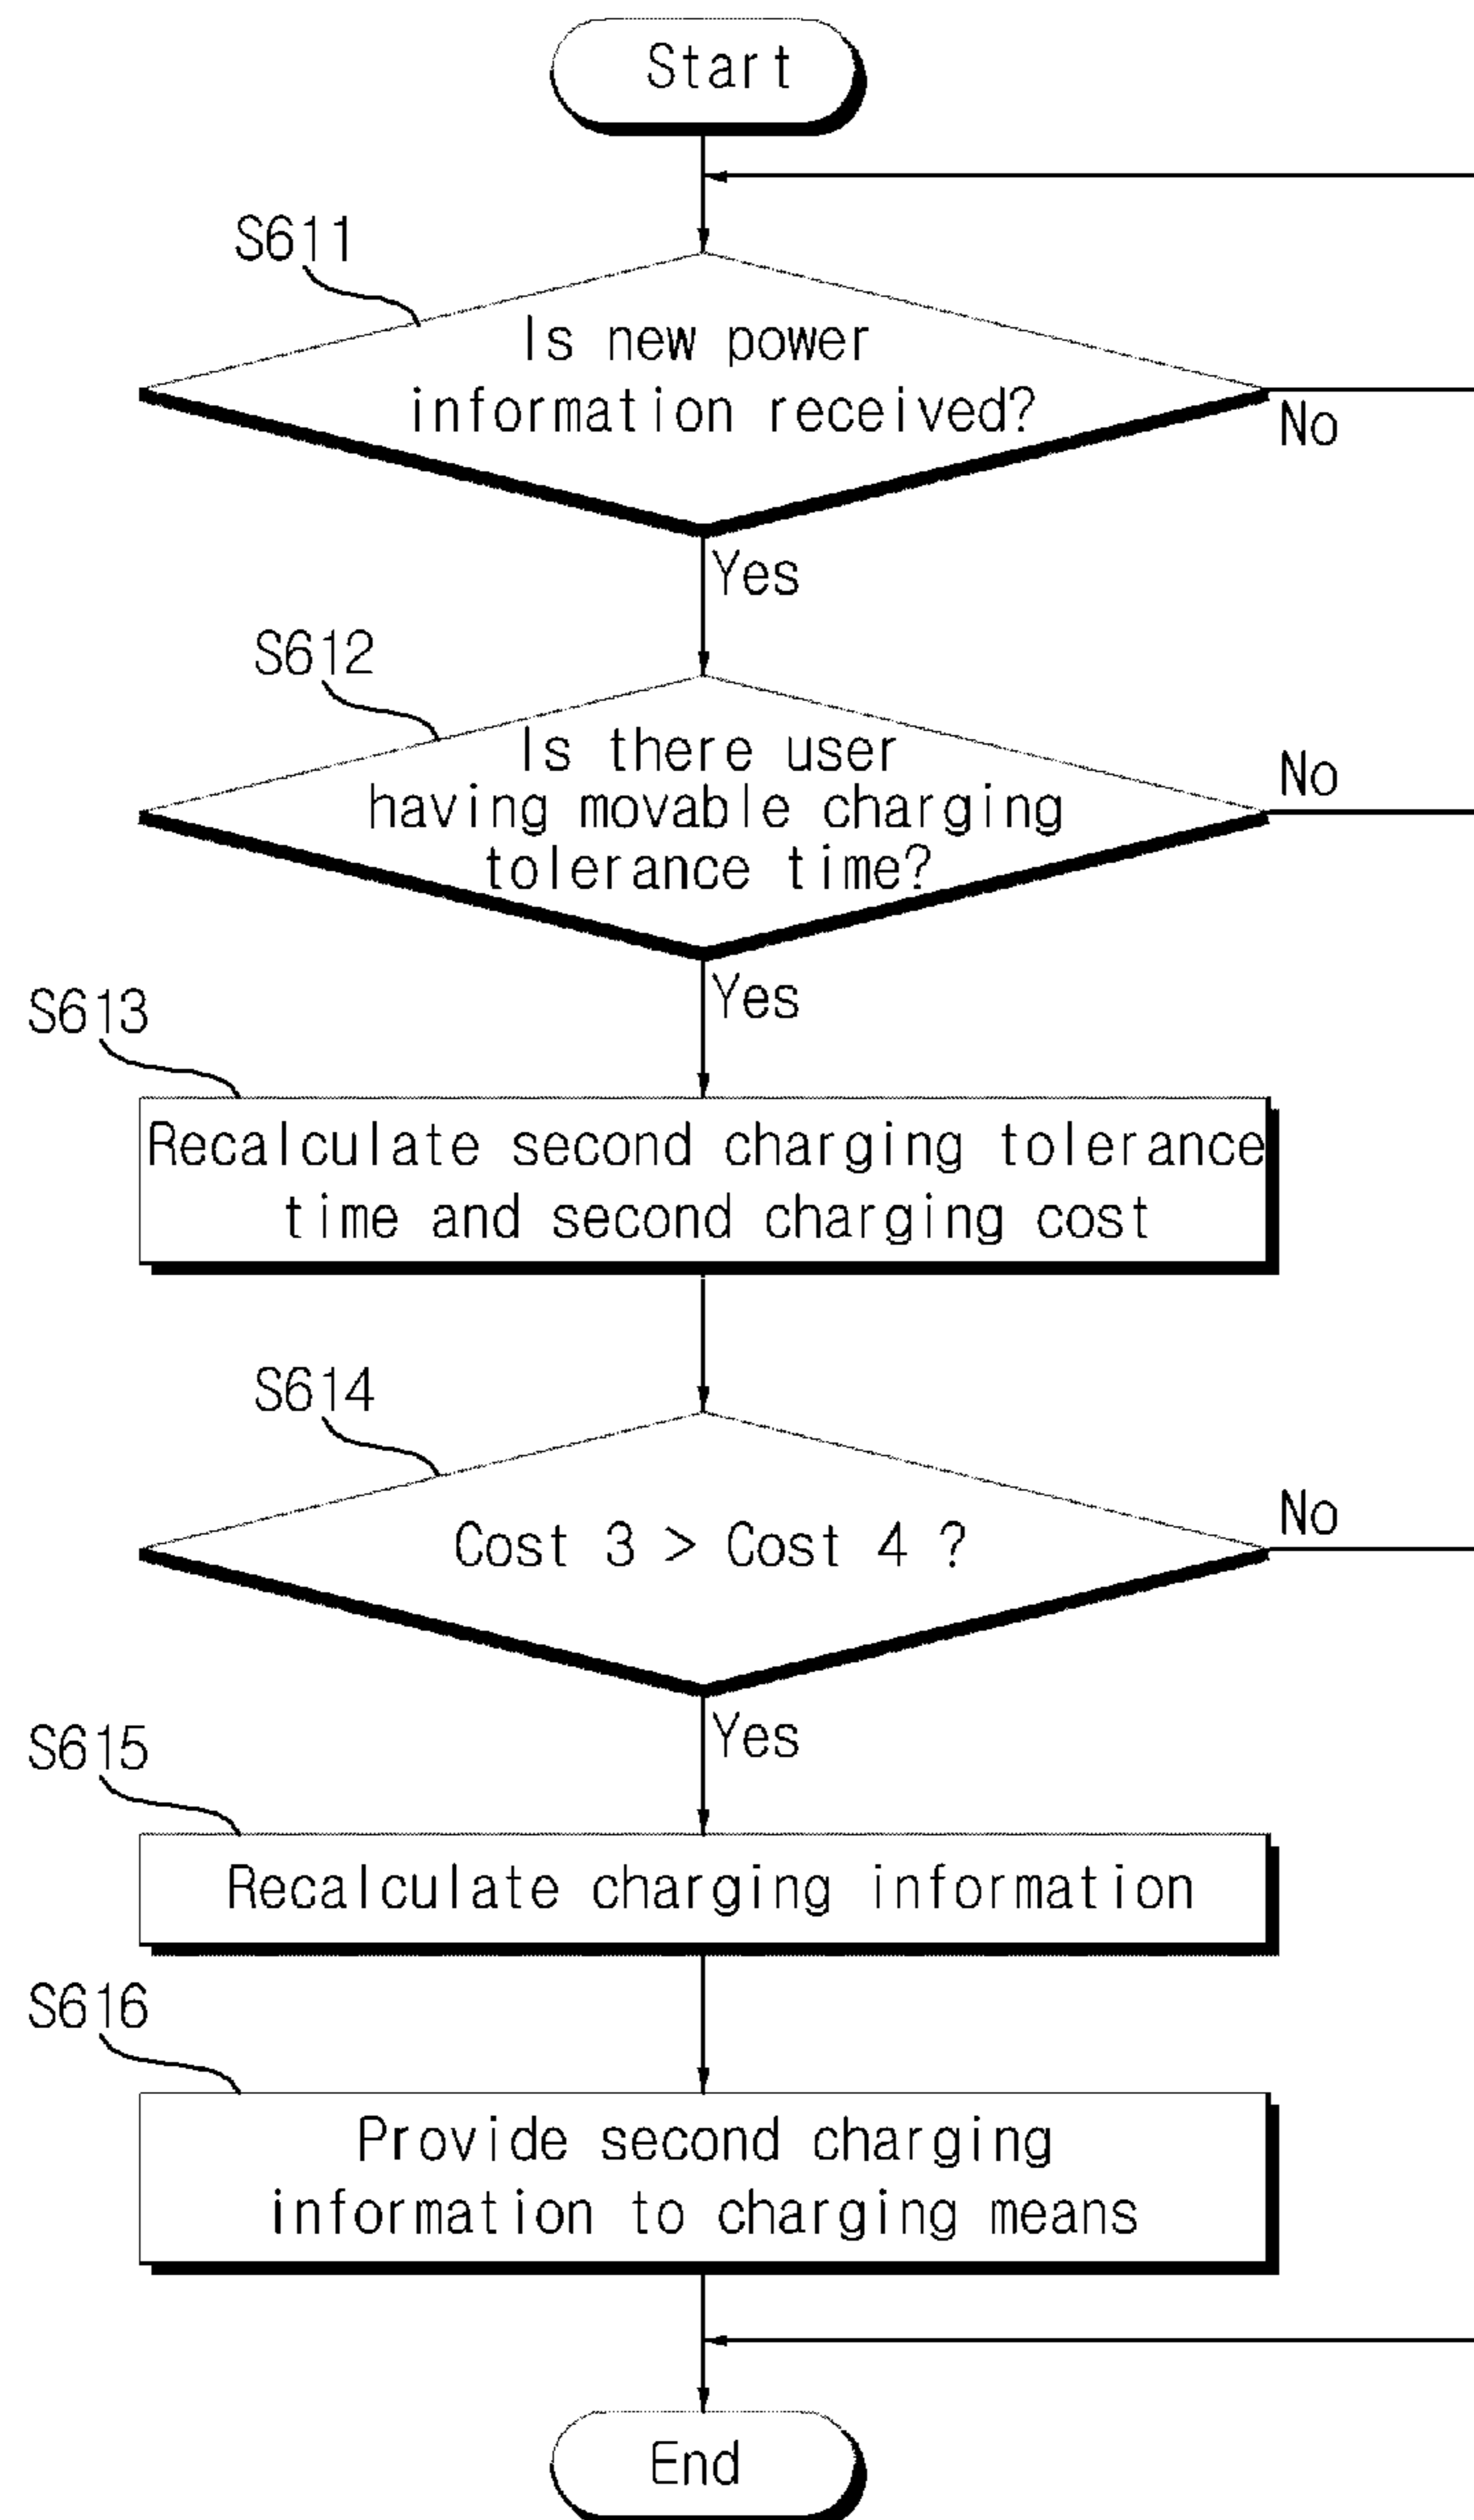 Start
S611
Is new power
information received?
No
Yes
S612
Is there user
having movable charging
tolerance time?
No
Yes
S613
Recalculate second charging tolerance
time and second charging cost
S614
Cost 3 > Cost 4 ?
No
Yes
S615
Recalculate charging information
S616
Provide second charging
information to charging means
End